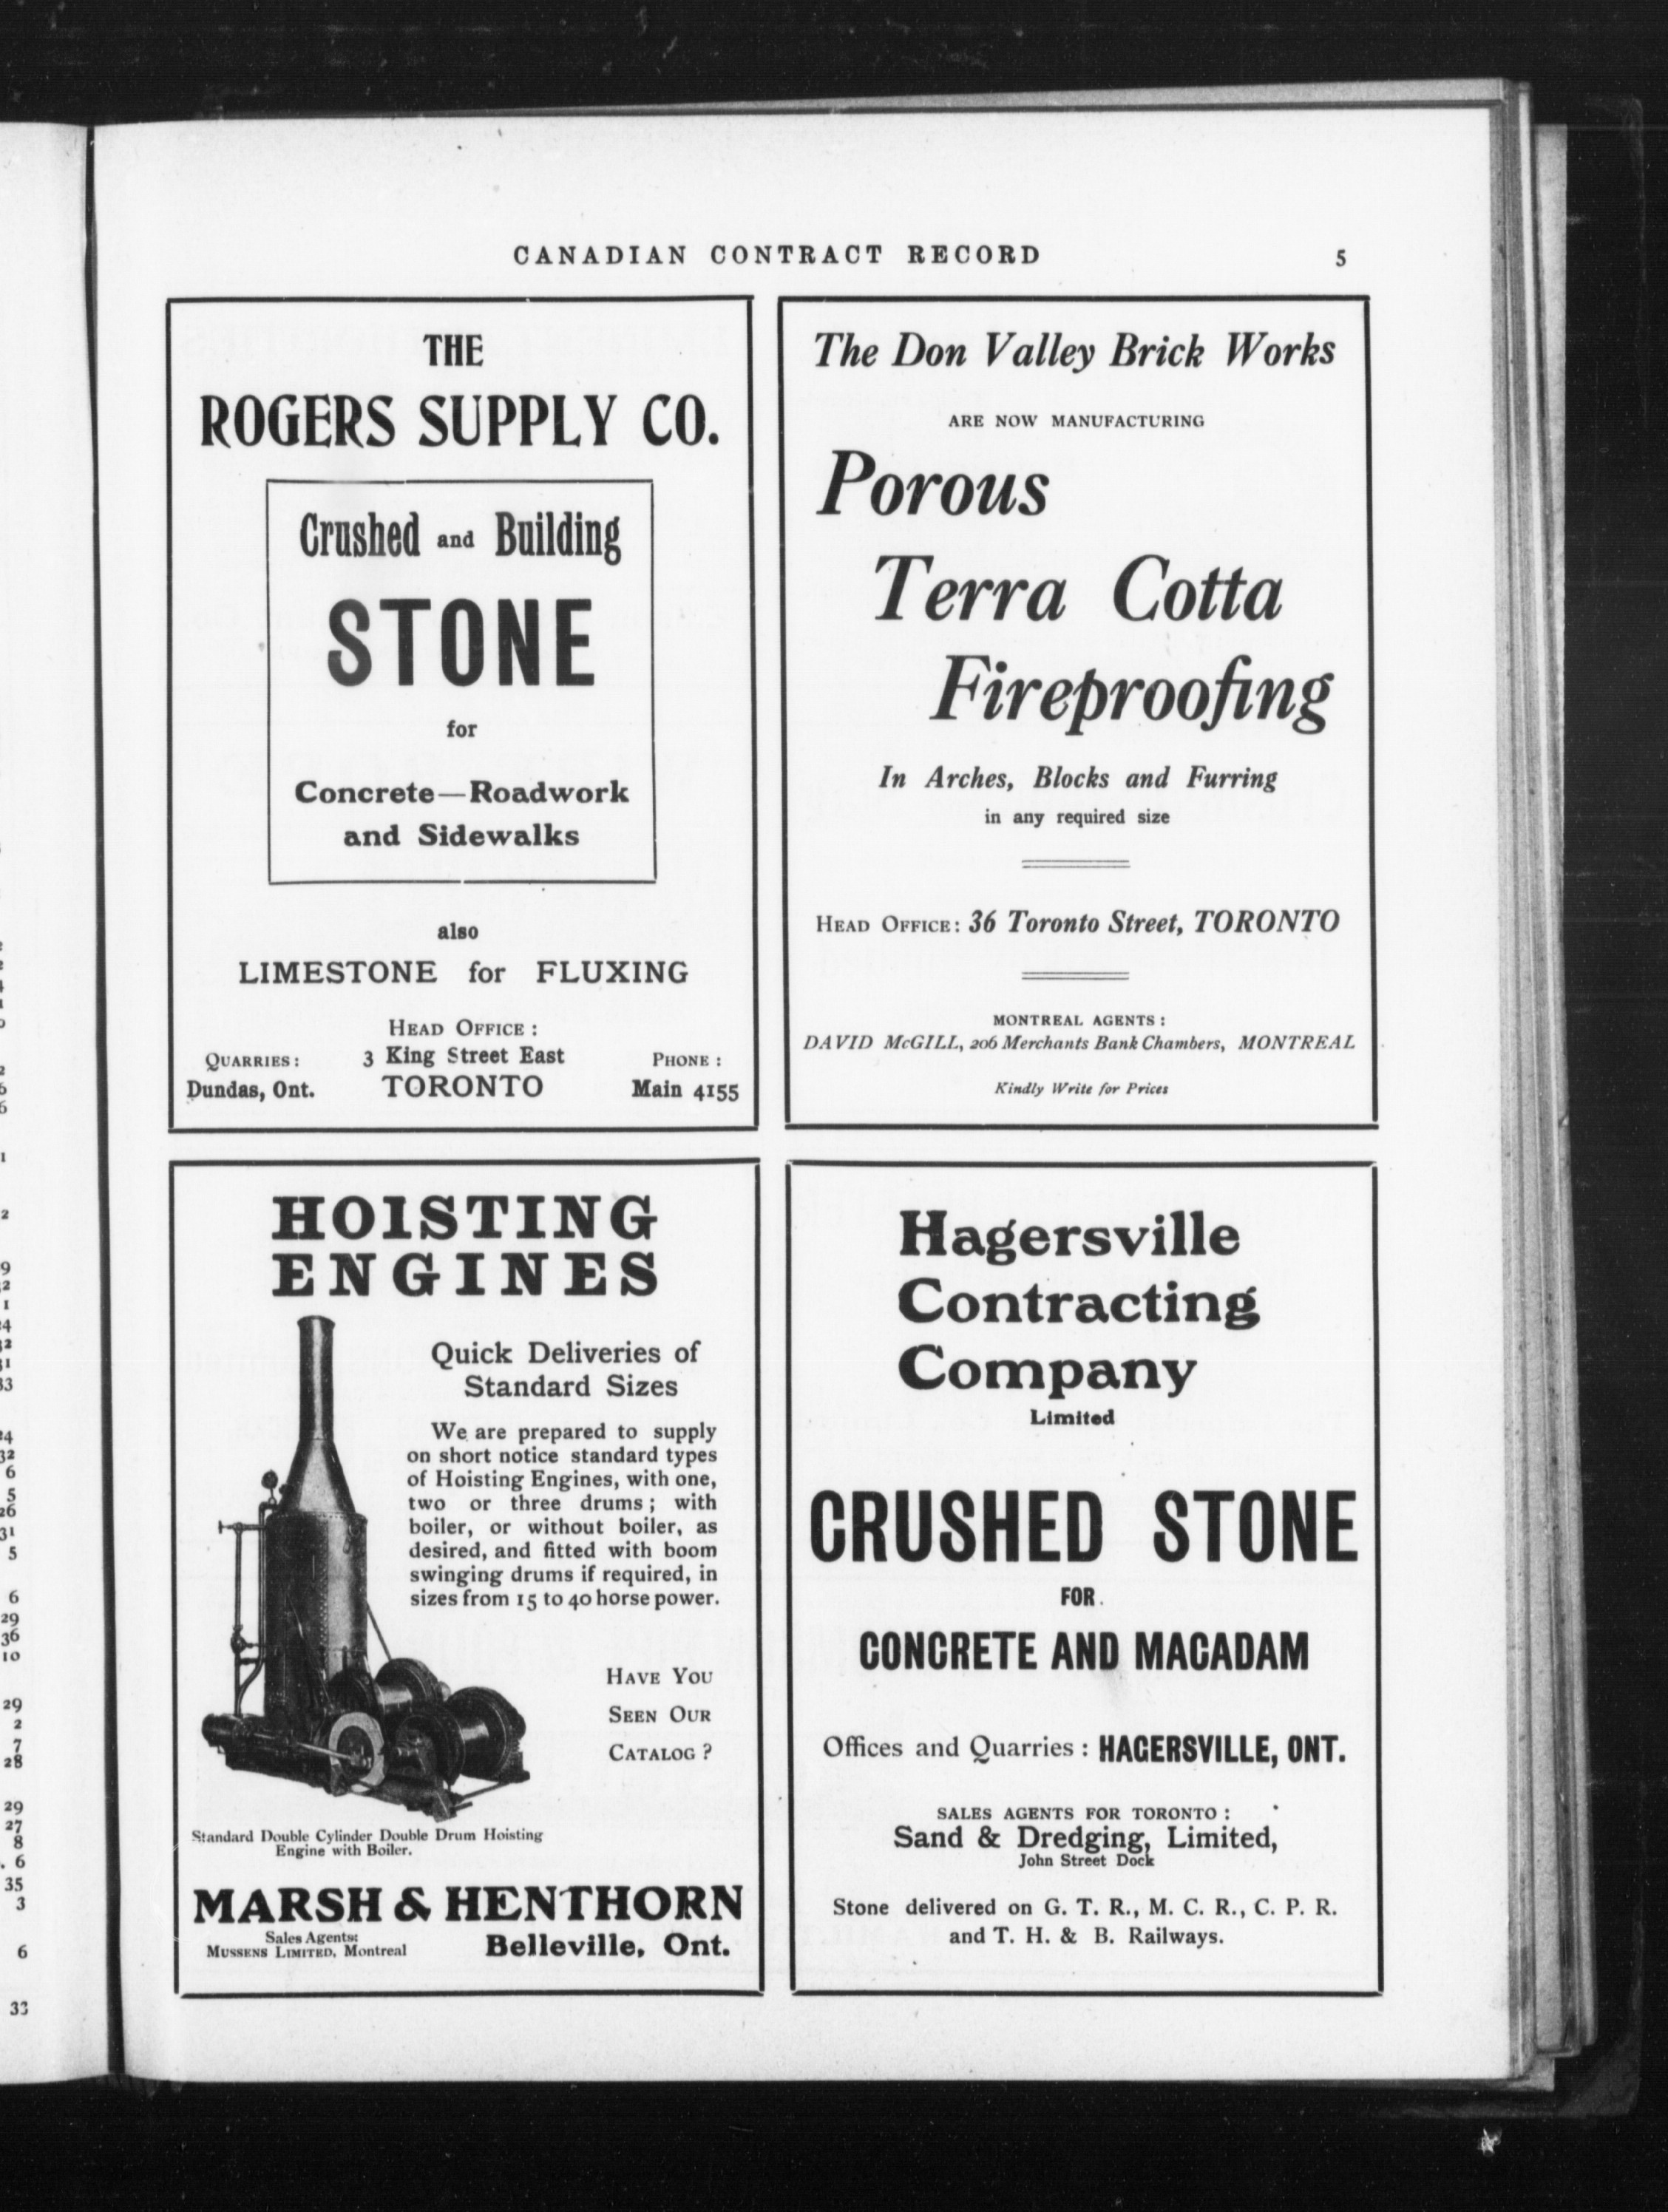 CANADIAN CONTRACT RECORD 5
THE
ROGERS SUPPLY CO.
Crushed and Building
STONE
for
Concrete—Roadwork
and Sidewalks
also
LIMESTONE for FLUXING
HEAD OFFICE :
QUARRIES: 3 King Street East PHONE :
Dundas, Ont. TORONTO Main 4155
The Don Valley Brick Works
ARE NOW MANUFACTURING
Porous
Terra Cotta
Fireproofing
In Arches, Blocks and Furring
in any required size
HEAD OFFICE: 36 Toronto Street, TORONTO
MONTREAL AGENTS :
DAVID McGILL, 206 Merchants Bank Chambers, MONTREAL
Kindly Write for Prices
HOISTING
ENGINES
Quick Deliveries of
Standard Sizes
We are prepared to supply
on short notice standard types
of Hoisting Engines, with one,
two or three drums; with
boiler, or without boiler, as
desired, and fitted with boom
swinging drums if required, in
sizes from 15 to 40 horse power.
HAVE YOU
SEEN OUR
CATALOG ?
Standard Double Cylinder Double Drum Hoisting
Engine with Boiler.
MARSH & HENTHORN
Sales Agents:
MUSSENS LIMITED, Montreal
Belleville, Ont.
Hagersville
Contracting
Company
Limited
CRUSHED STONE
FOR
CONCRETE AND MACADAM
Offices and Quarries : HAGERSVILLE, ONT.
SALES AGENTS FOR TORONTO :
Sand & Dredging, Limited,
John Street Dock
Stone delivered on G. T. R., M. C. R., C. P. R.
and T. H. & B. Railways.